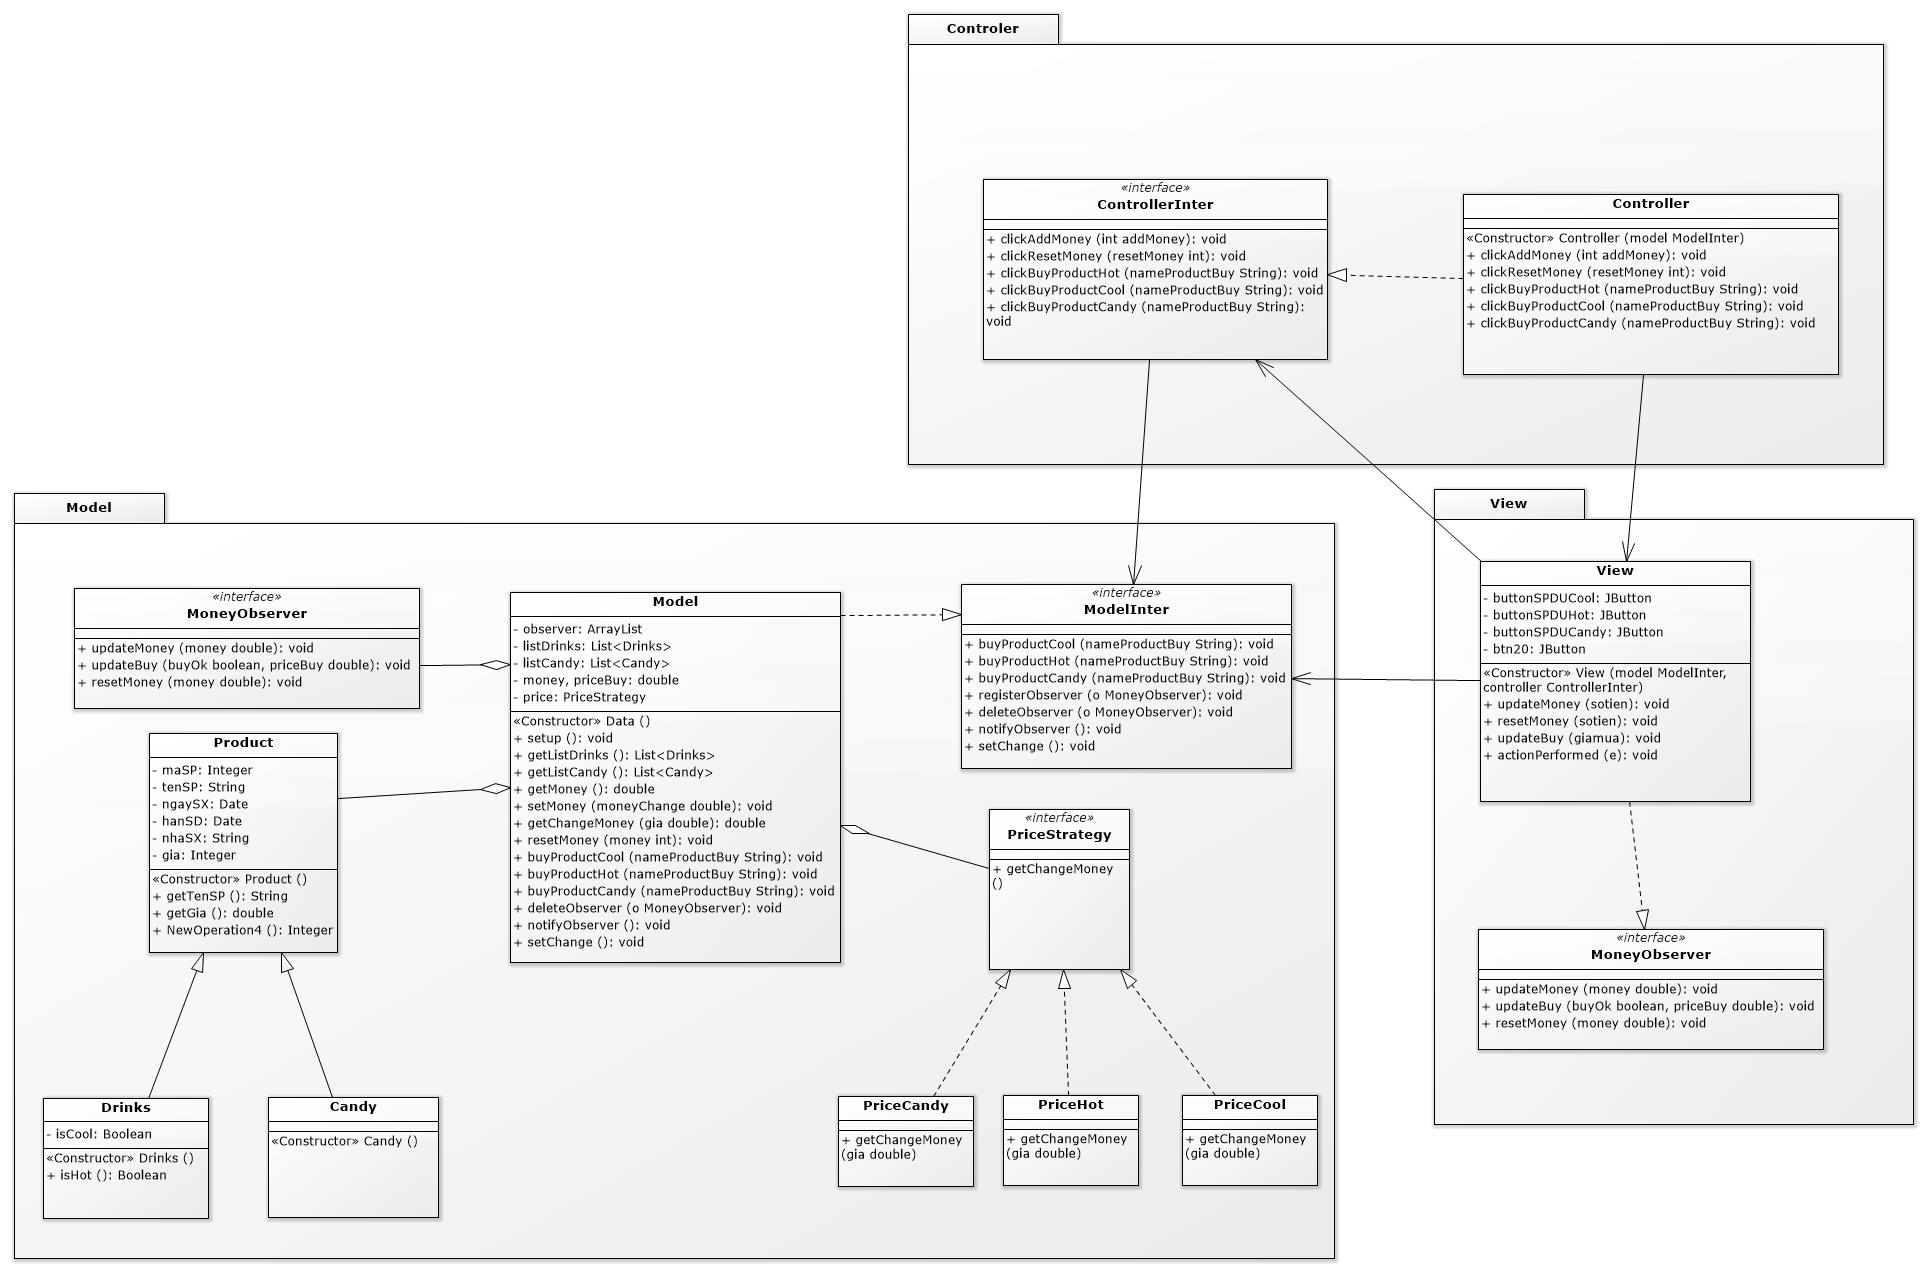 Controler
«interface»
ControllerInter
+ clickAddMoney (int addMoney): void
+ clickResetMoney (resetMoney int): void
+ clickBuyProductHot (nameProductBuy String): void
+ clickBuyProductCool (nameProductBuy String): void
+ clickBuyProductCandy (nameProductBuy String):
void
Controller
«Constructor» Controller (model ModelInter)
+ clickAddMoney (int addMoney): void
+ clickResetMoney (resetMoney int): void
+ clickBuyProductHot (nameProductBuy String): void
+ clickBuyProductCool (nameProductBuy String): void
+ clickBuyProductCandy (nameProductBuy String): void
Model
«interface»
MoneyObserver
+ updateMoney (money double): void
+ updateBuy (buyOk boolean, priceBuy double): void
+ resetMoney (money double): void
Product
- maSP: Integer
- tenSP: String
- ngaySX: Date
- hanSD: Date
- nhaSX: String
- gia: Integer
«Constructor» Product ()
+ getTenSP (): String
+ getGia (): double
+ NewOperation4 (): Integer
Drinks
- isCool: Boolean
«Constructor» Drinks ()
+ isHot (): Boolean
Candy
«Constructor» Candy ()
Model
- observer: ArrayList
- listDrinks: List<Drinks>
- listCandy: List<Candy>
- money, priceBuy: double
- price: PriceStrategy
«Constructor» Data ()
+ setup (): void
+ getListDrinks (): List<Drinks>
+ getListCandy (): List<Candy>
+ getMoney (): double
+ setMoney (moneyChange double): void
+ getChangeMoney (gia double): double
+ resetMoney (money int): void
+ buyProductCool (nameProductBuy String): void
+ buyProductHot (nameProductBuy String): void
+ buyProductCandy (nameProductBuy String): void
+ deleteObserver (o MoneyObserver): void
+ notifyObserver (): void
+ setChange (): void
«interface»
ModelInter
+ buyProductCool (nameProductBuy String): void
+ buyProductHot (nameProductBuy String): void
+ buyProductCandy (nameProductBuy String): void
+ registerObserver (o MoneyObserver): void
+ deleteObserver (o MoneyObserver): void
+ notifyObserver (): void
+ setChange (): void
«interface»
PriceStrategy
+ getChangeMoney
()
PriceCandy
+ getChangeMoney
(gia double)
PriceHot
+ getChangeMoney
(gia double)
PriceCool
+ getChangeMoney
(gia double)
View
View
- buttonSPDUCool: JButton
- buttonSPDUHot: JButton
- buttonSPDUCandy: JButton
- btn20: JButton
«Constructor» View (model ModelInter,
controller ControllerInter)
+ updateMoney (sotien): void
+ resetMoney (sotien): void
+ updateBuy (giamua): void
+ actionPerformed (e): void
«interface»
MoneyObserver
+ updateMoney (money double): void
+ updateBuy (buyOk boolean, priceBuy double): void
+ resetMoney (money double): void